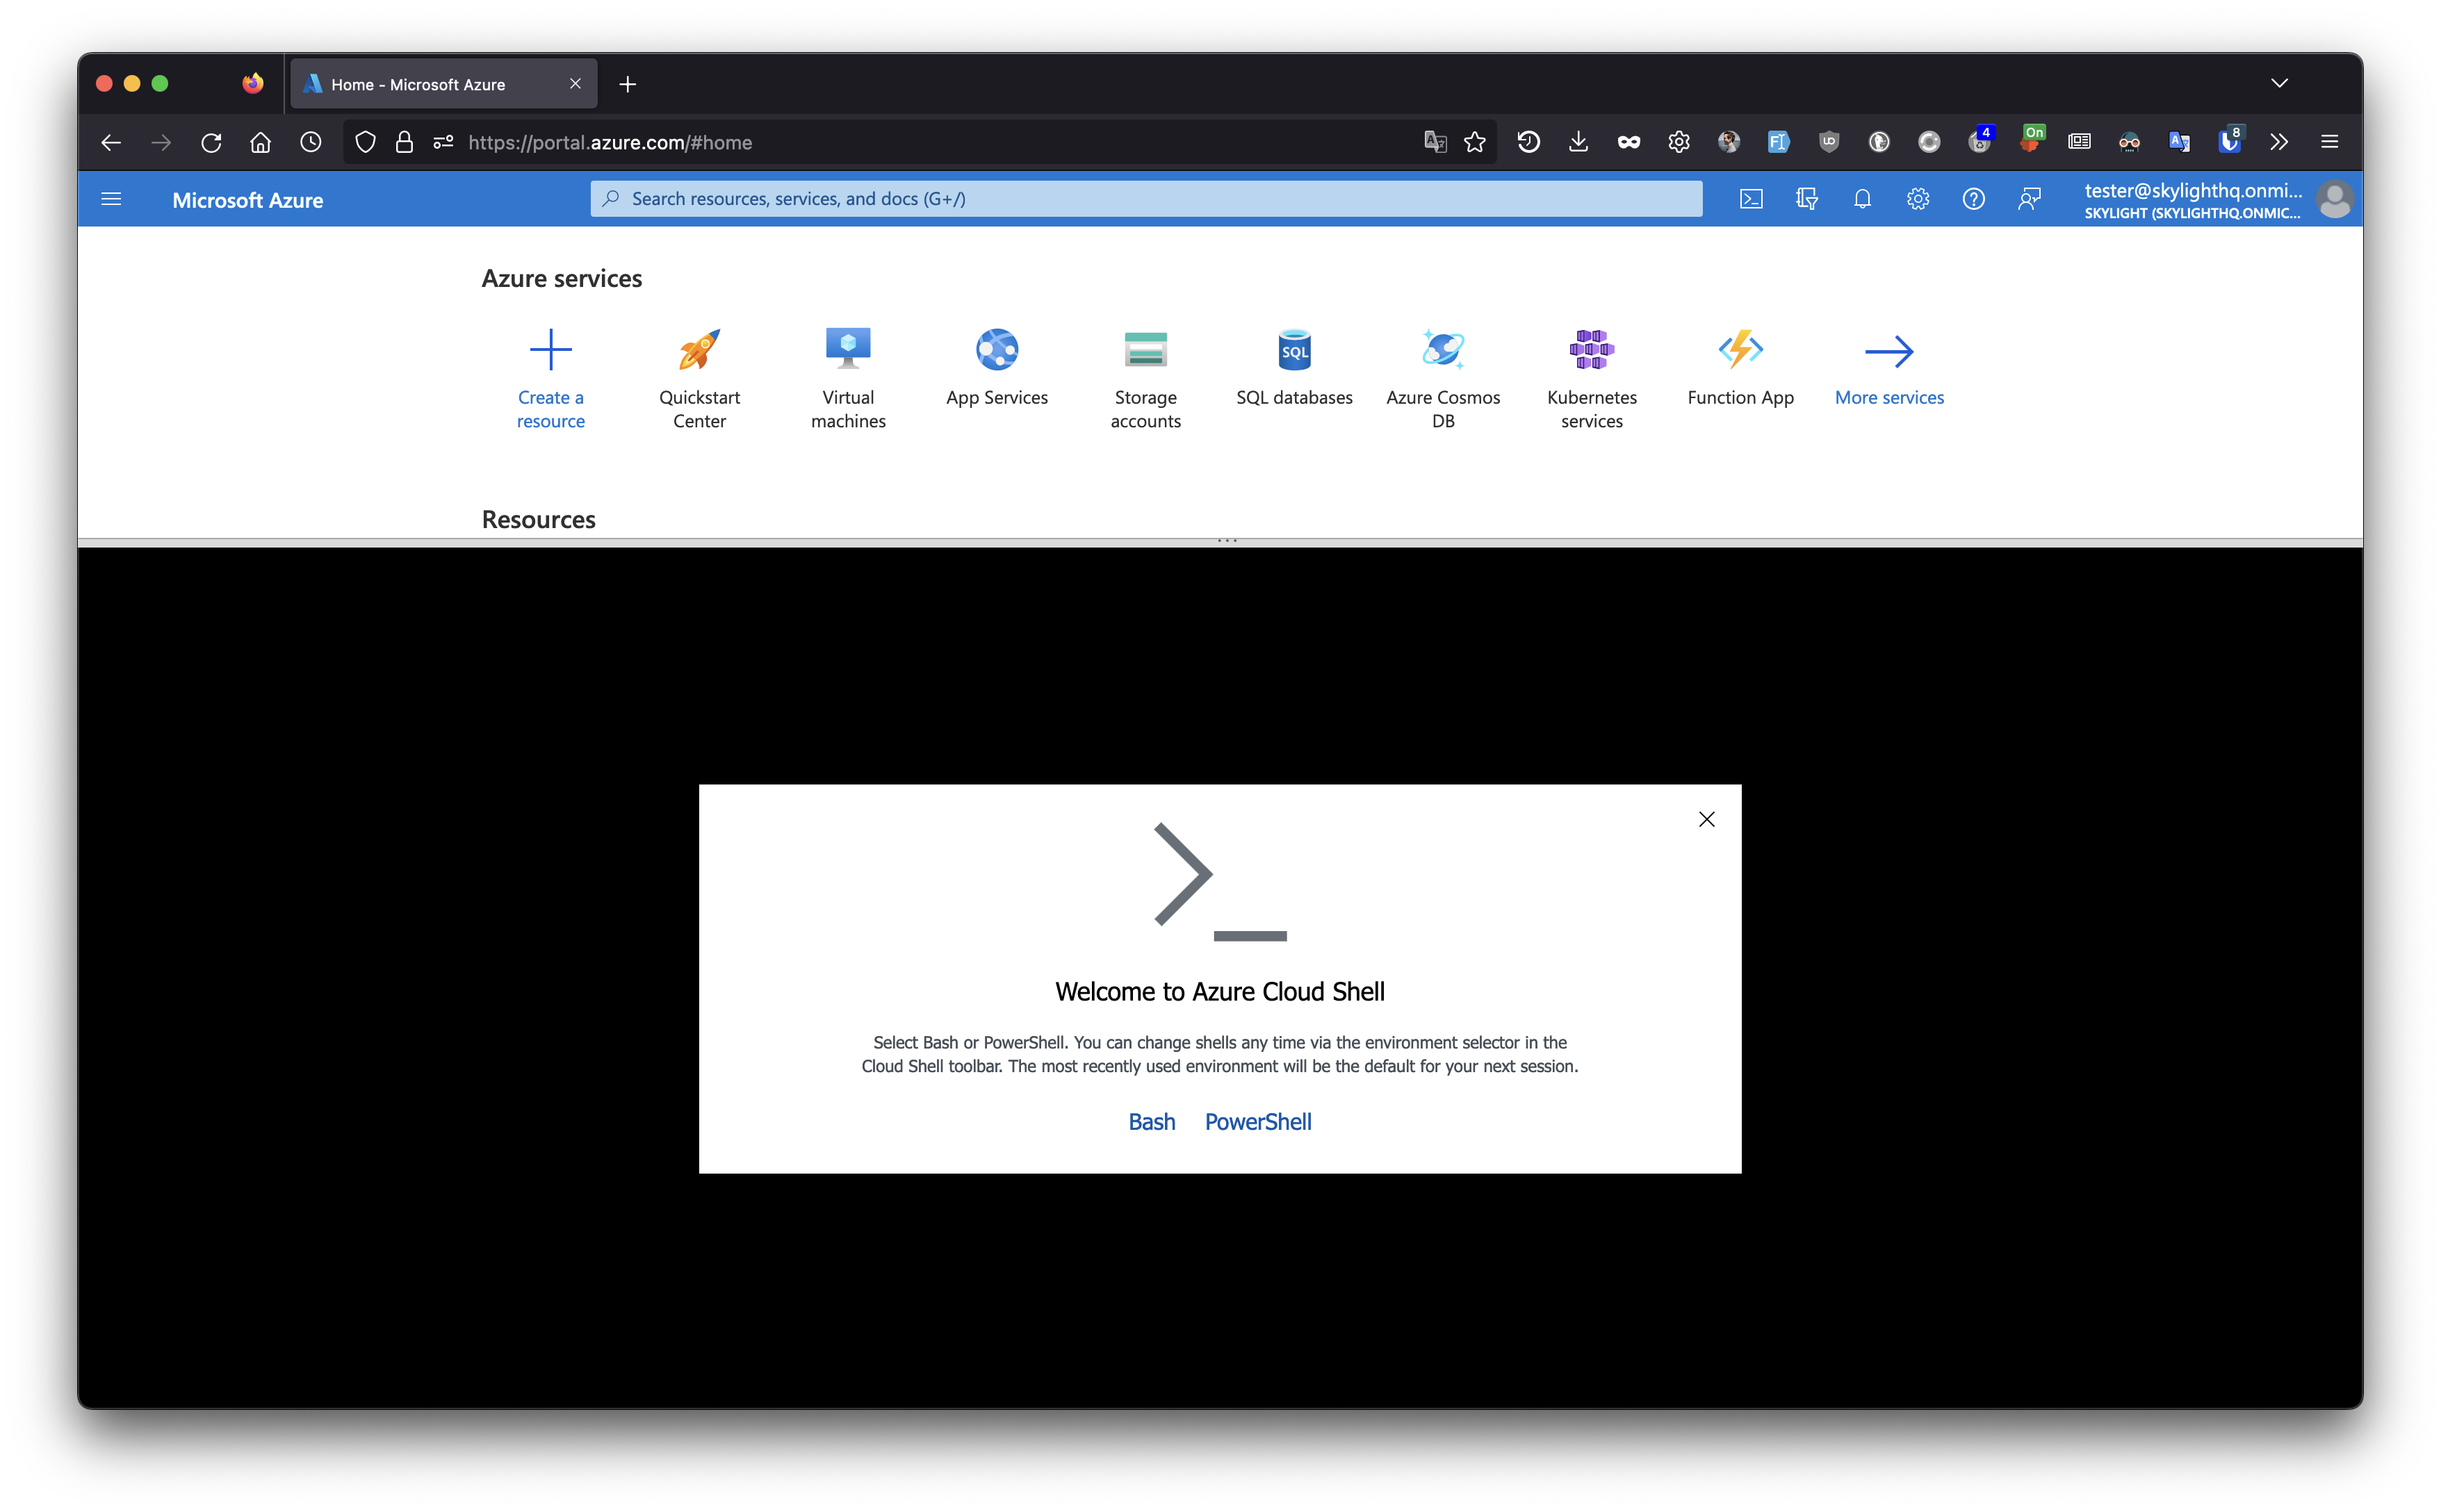 Home - Microsoft Azure
https://portal.azure.com/#home
4
On
8
Microsoft Azure
Search resources, services, and docs (G+/)
tester@skylighthq.onmi...
SKYLIGHT (SKYLIGHTHQ.ONMIC...
Azure services
SQL
Create a
resource
Quickstart
Center
Virtual
machines
App Services
Storage
accounts
SQL databases
Azure Cosmos
DB
Kubernetes
services
Function App
More services
Resources
Welcome to Azure Cloud Shell
Select Bash or PowerShell. You can change shells any time via the environment selector in the
Cloud Shell toolbar. The most recently used environment will be the default for your next session.
Bash PowerShell